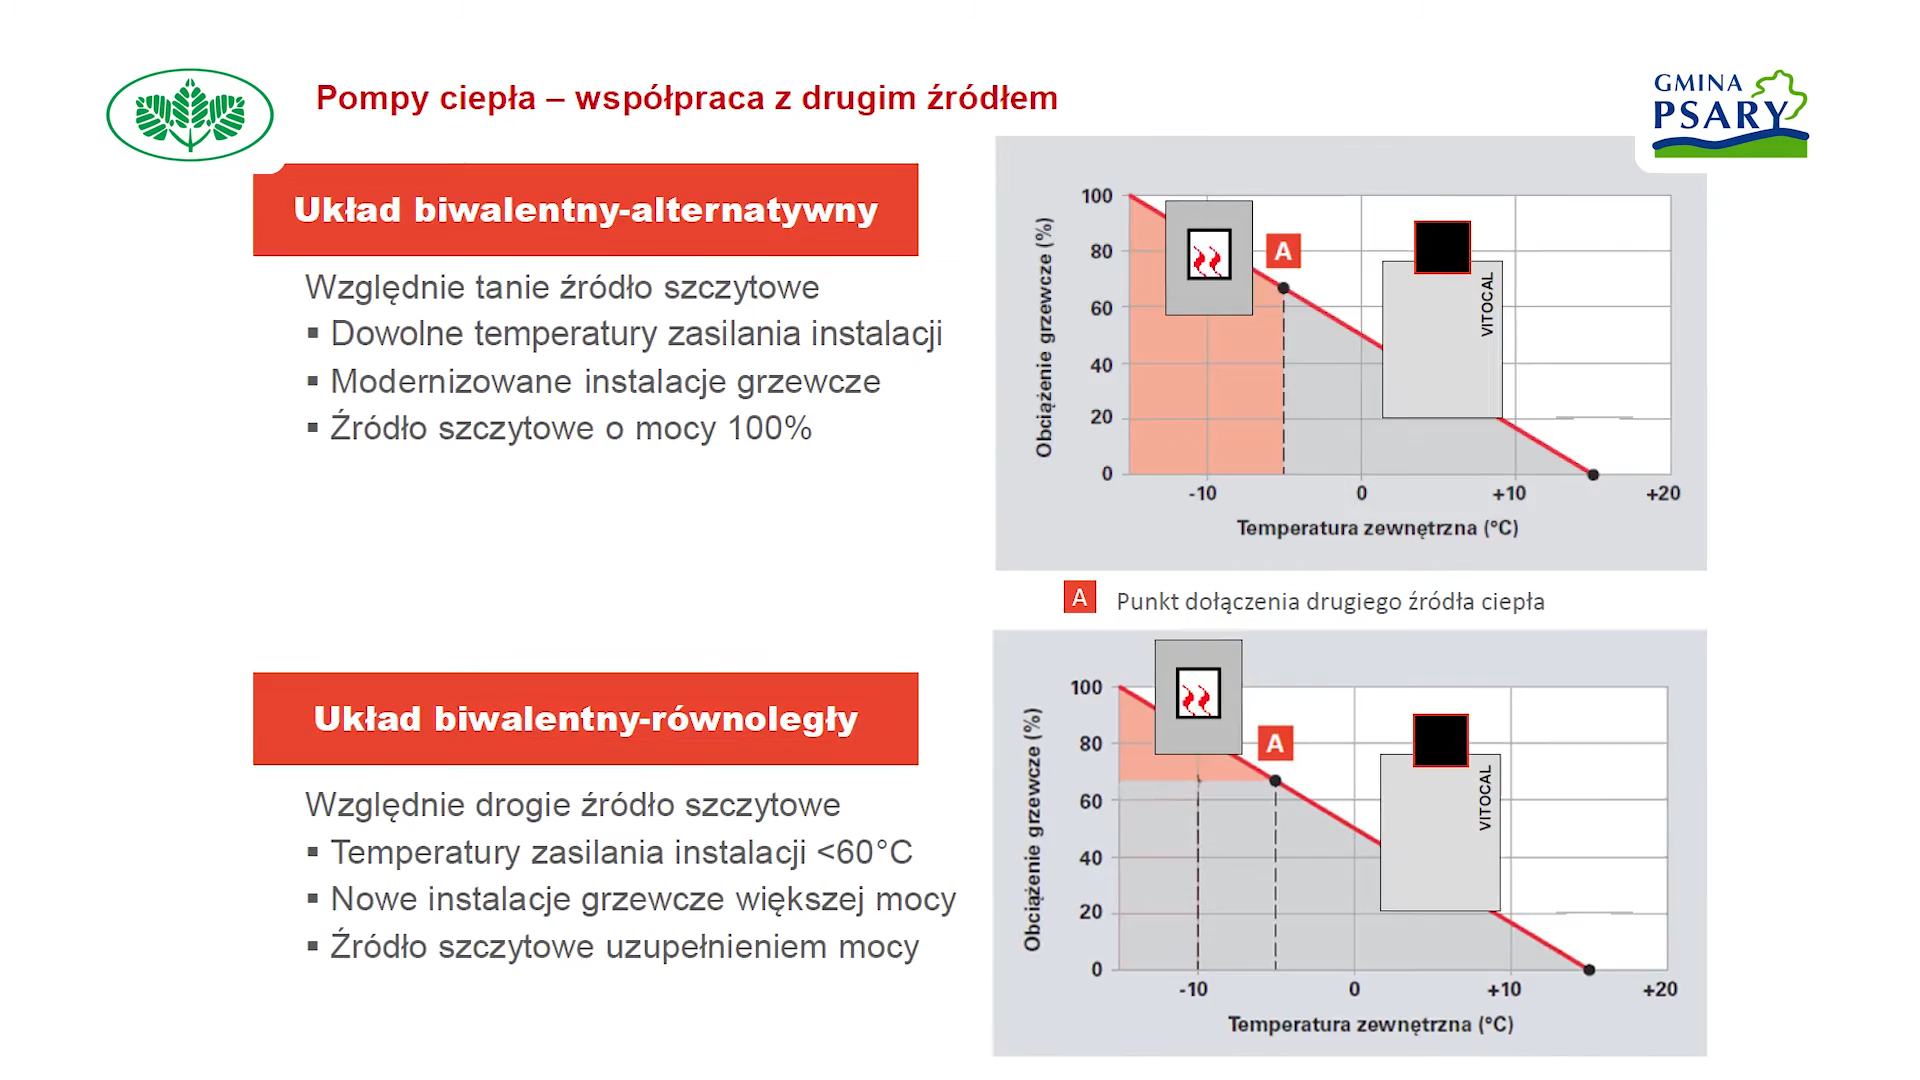 Pompy ciepła – współpraca z drugim źródłem
GMINA
PSARY
Układ biwalentny-alternatywny
Względnie tanie źródło szczytowe
▪ Dowolne temperatury zasilania instalacji
▪ Modernizowane instalacje grzewcze
▪ Źródło szczytowe o mocy 100%
Obciążenie grzewcze (%)
100
80
60
40
20
0
A
VITOCAL
-10
0
+10
+20
Temperatura zewnętrzna (°C)
A Punkt dołączenia drugiego źródła ciepła
Układ biwalentny-równoległy
Względnie drogie źródło szczytowe
▪ Temperatury zasilania instalacji <60°C
▪ Nowe instalacje grzewcze większej mocy
▪ Źródło szczytowe uzupełnieniem mocy
Obciążenie grzewcze (%)
100
80
60
40
20
0
A
VITOCAL
-10
0
+10
+20
Temperatura zewnętrzna (°C)